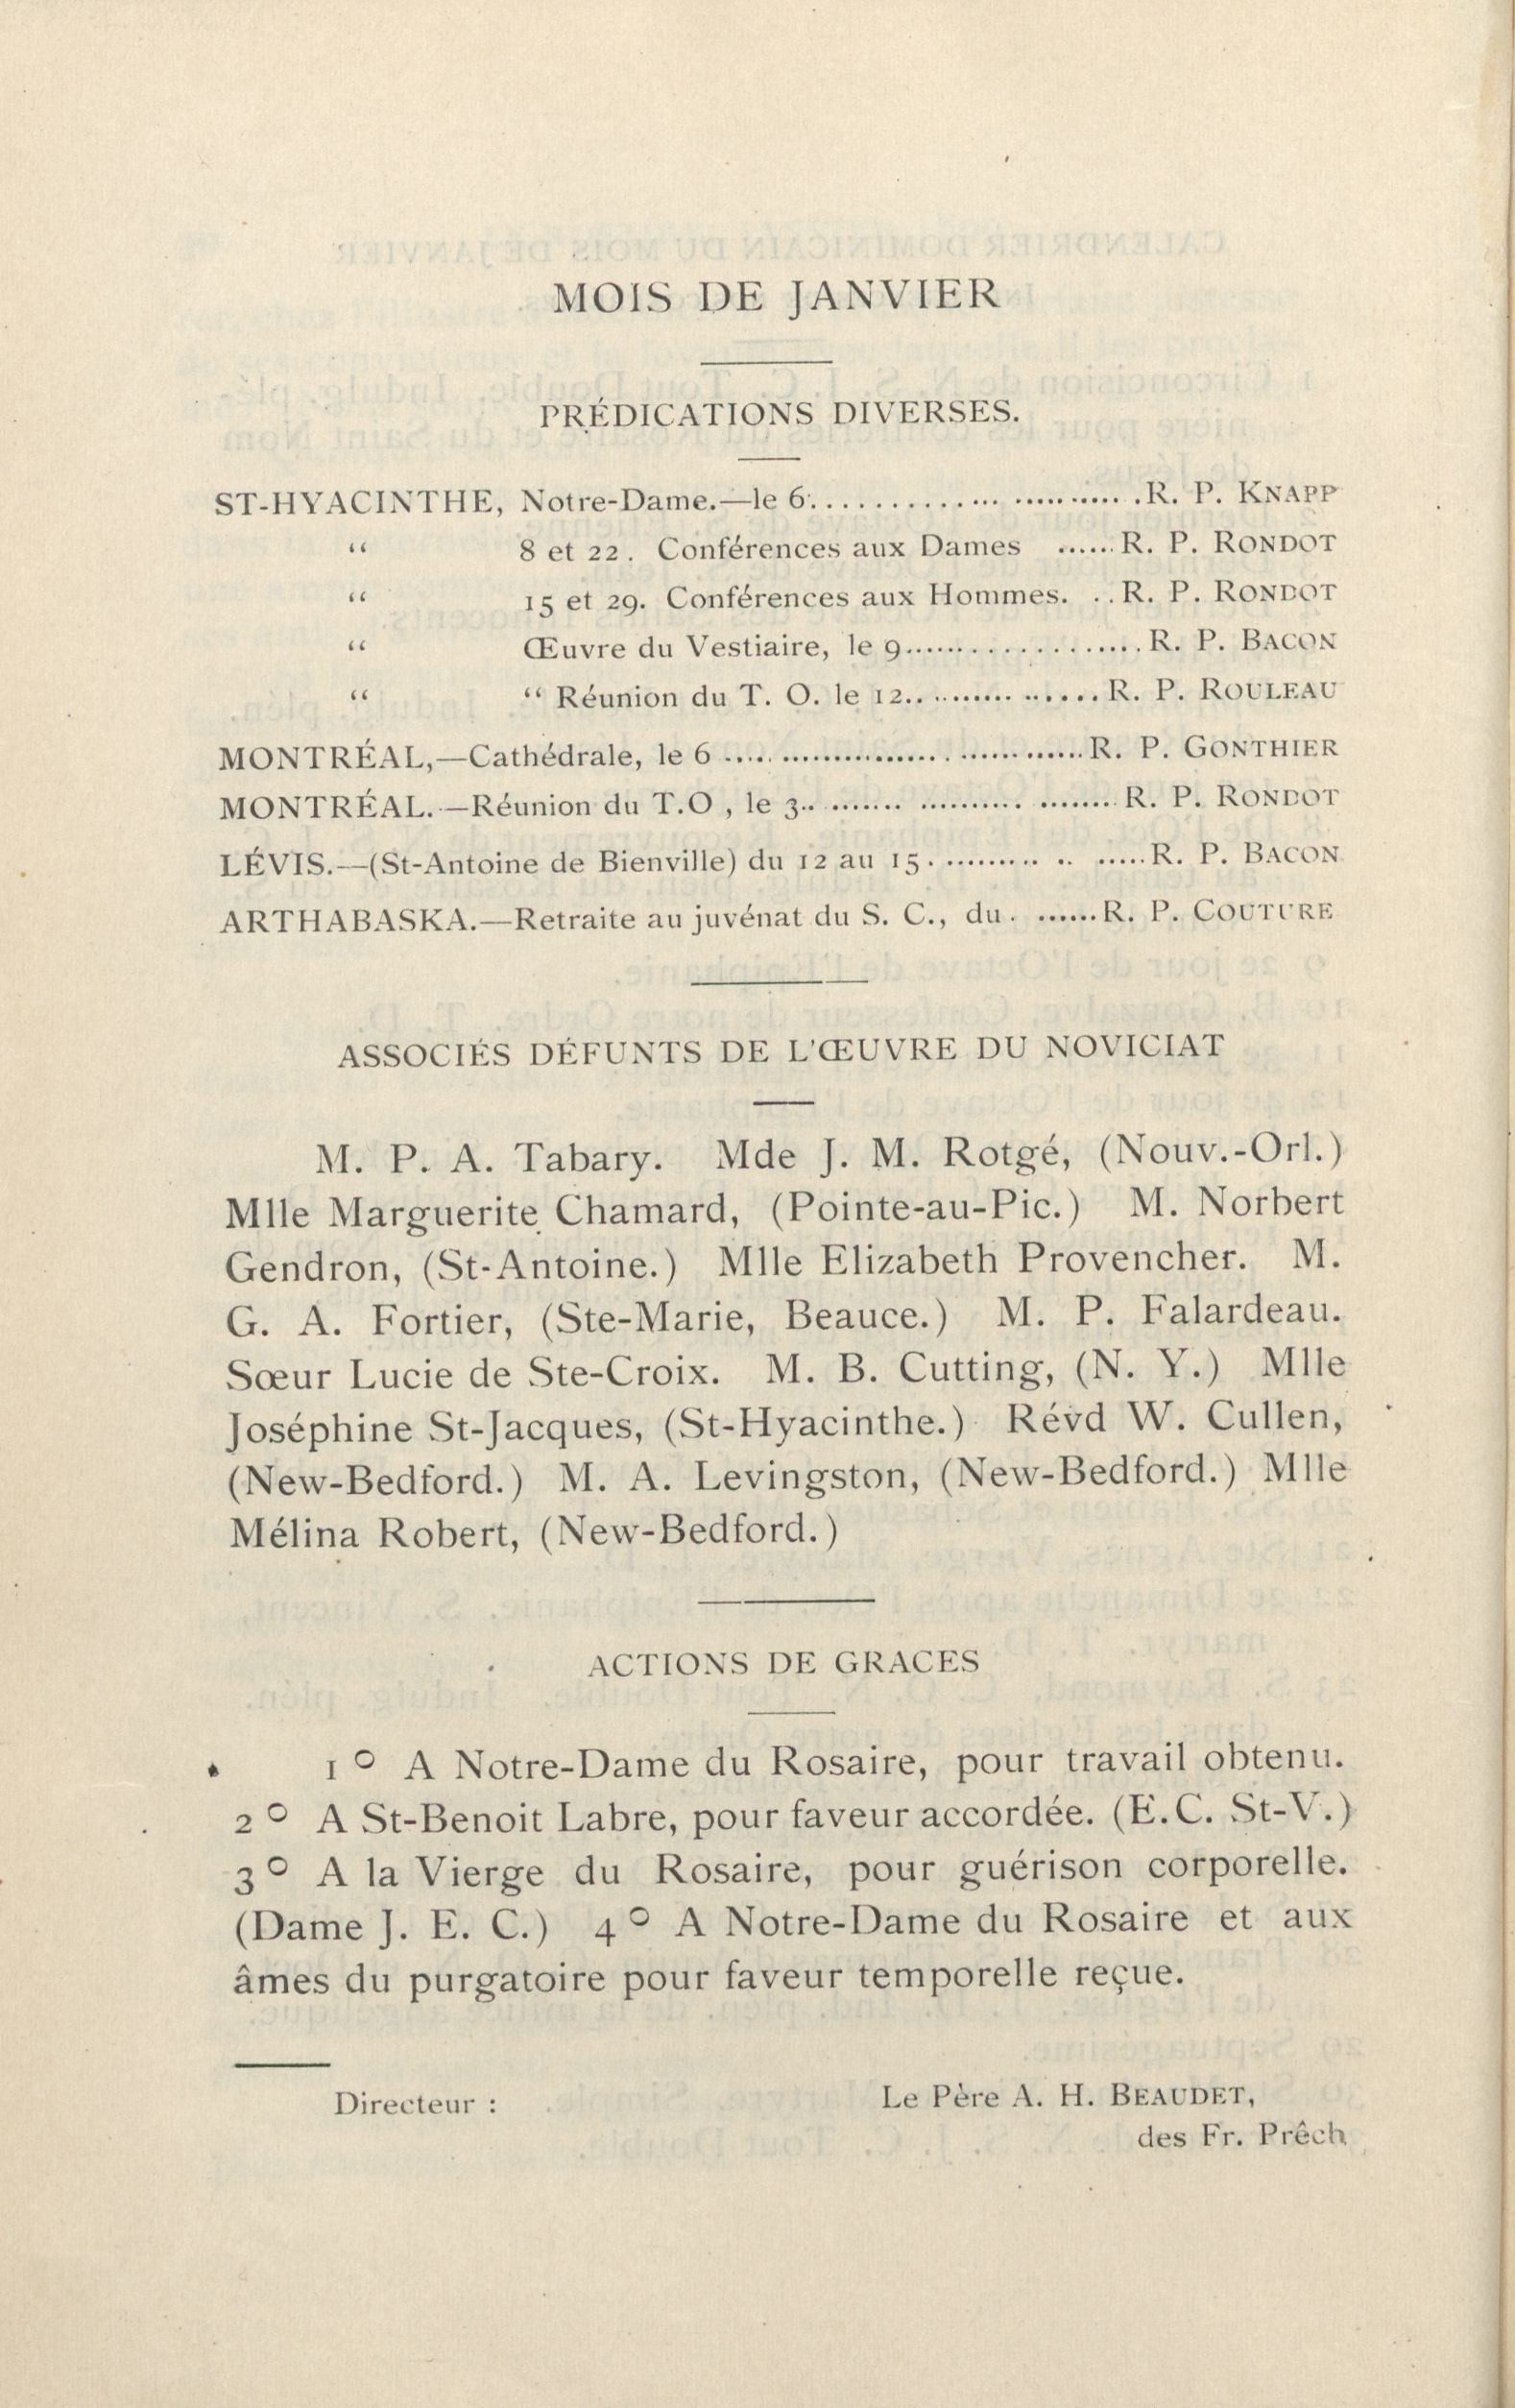 MOIS DE JANVIER
PRÉDICATIONS DIVERSES.
ST-HYACINTHE, Notre-Dame.—le 6.............................R. P. KNAPP
“ 8 et 22. Conférences aux Dames ......R. P. RONDOT
“ 15 et 29. Conférences aux Hommes. ..R. P. RONDOT
“ Œuvre du Vestiaire, le 9........................R. P. BACON
“ “ Réunion du T. O. le 12.. .......... ......R. P. ROULEAU
MONTRÉAL,—Cathédrale, le 6 ..... .................. ............R. P. GONTHIER
MONTRÉAL.—Réunion du T.O , le 3.. ....... .......... ........R. P. RONDOT
LÉVIS.—(St-Antoine de Bienville) du 12 au 15. ......... .. .....R. P. BACON
ARTHABASKA.—Retraite au juvénat du S. C., du. ......R. P. COUTURE
ASSOCIÉS DÉFUNTS DE L'ŒUVRE DU NOVICIAT
M. P. A. Tabary. Mde J. M. Rotgé, (Nouv.-Orl.)
Mlle Marguerite Chamard, (Pointe-au-Pic.) M. Norbert
Gendron, (St-Antoine.) Mlle Elizabeth Provencher. M.
G. A. Fortier, (Ste-Marie, Beauce.) M. P. Falardeau.
Sœur Lucie de Ste-Croix. M. B. Cutting, (N. Y.) Mlle
Joséphine St-Jacques, (St-Hyacinthe.) Révd W. Cullen,
(New-Bedford.) M. A. Levingston, (New-Bedford.) Mlle
Mélina Robert, (New-Bedford.)
ACTIONS DE GRACES
1° A Notre-Dame du Rosaire, pour travail obtenu.
2° A St-Benoit Labre, pour faveur accordée. (E.C. St-V.)
3° A la Vierge du Rosaire, pour guérison corporelle.
(Dame J. E. C.) 4° A Notre-Dame du Rosaire et aux
âmes du purgatoire pour faveur temporelle reçue.
Directeur : Le Père A. H. BEAUDET,
des Fr. Prêch